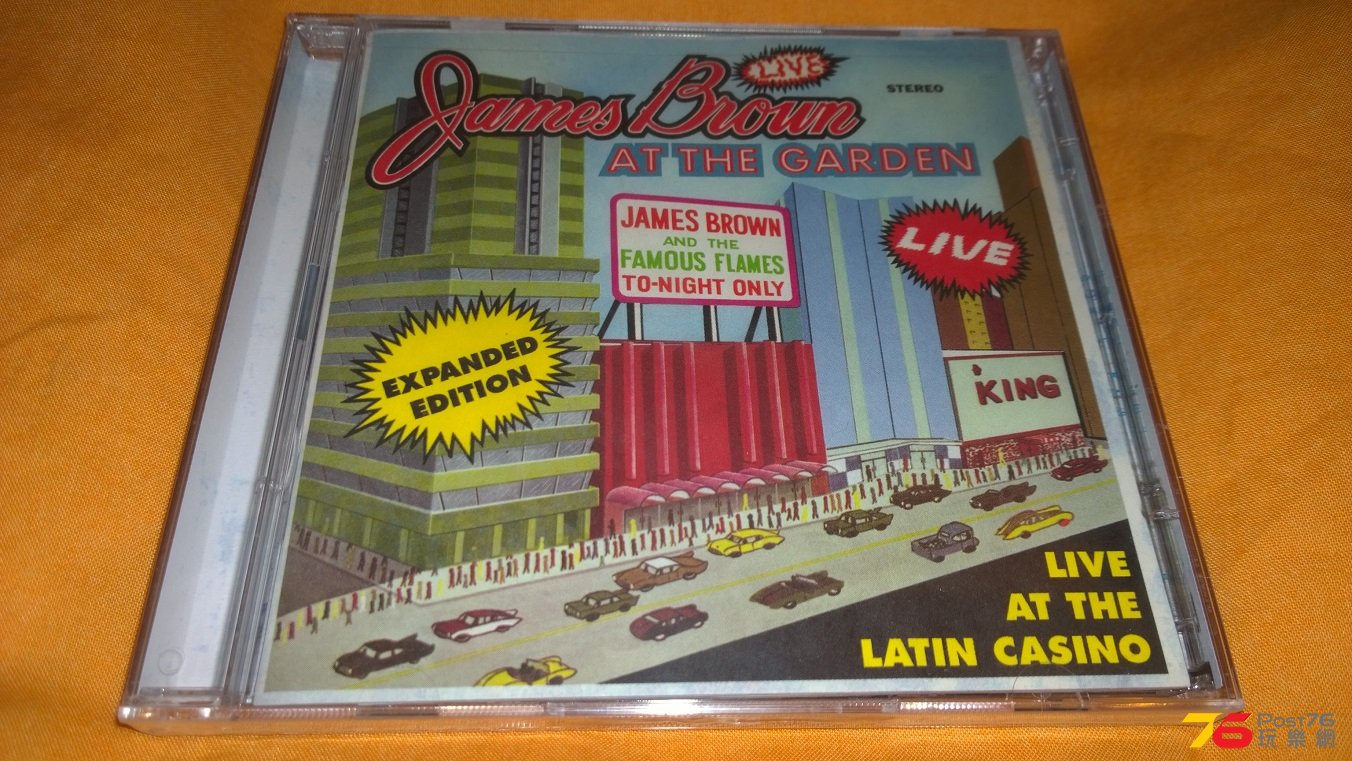 James Brown
LIVE
STEREO
AT THE GARDEN
JAMES BROWN
AND THE
FAMOUS FLAMES
TO-NIGHT ONLY
LIVE
EXPANDED
EDITION
KING
LIVE
AT THE
LATIN CASINO
76 Post76
玩樂網